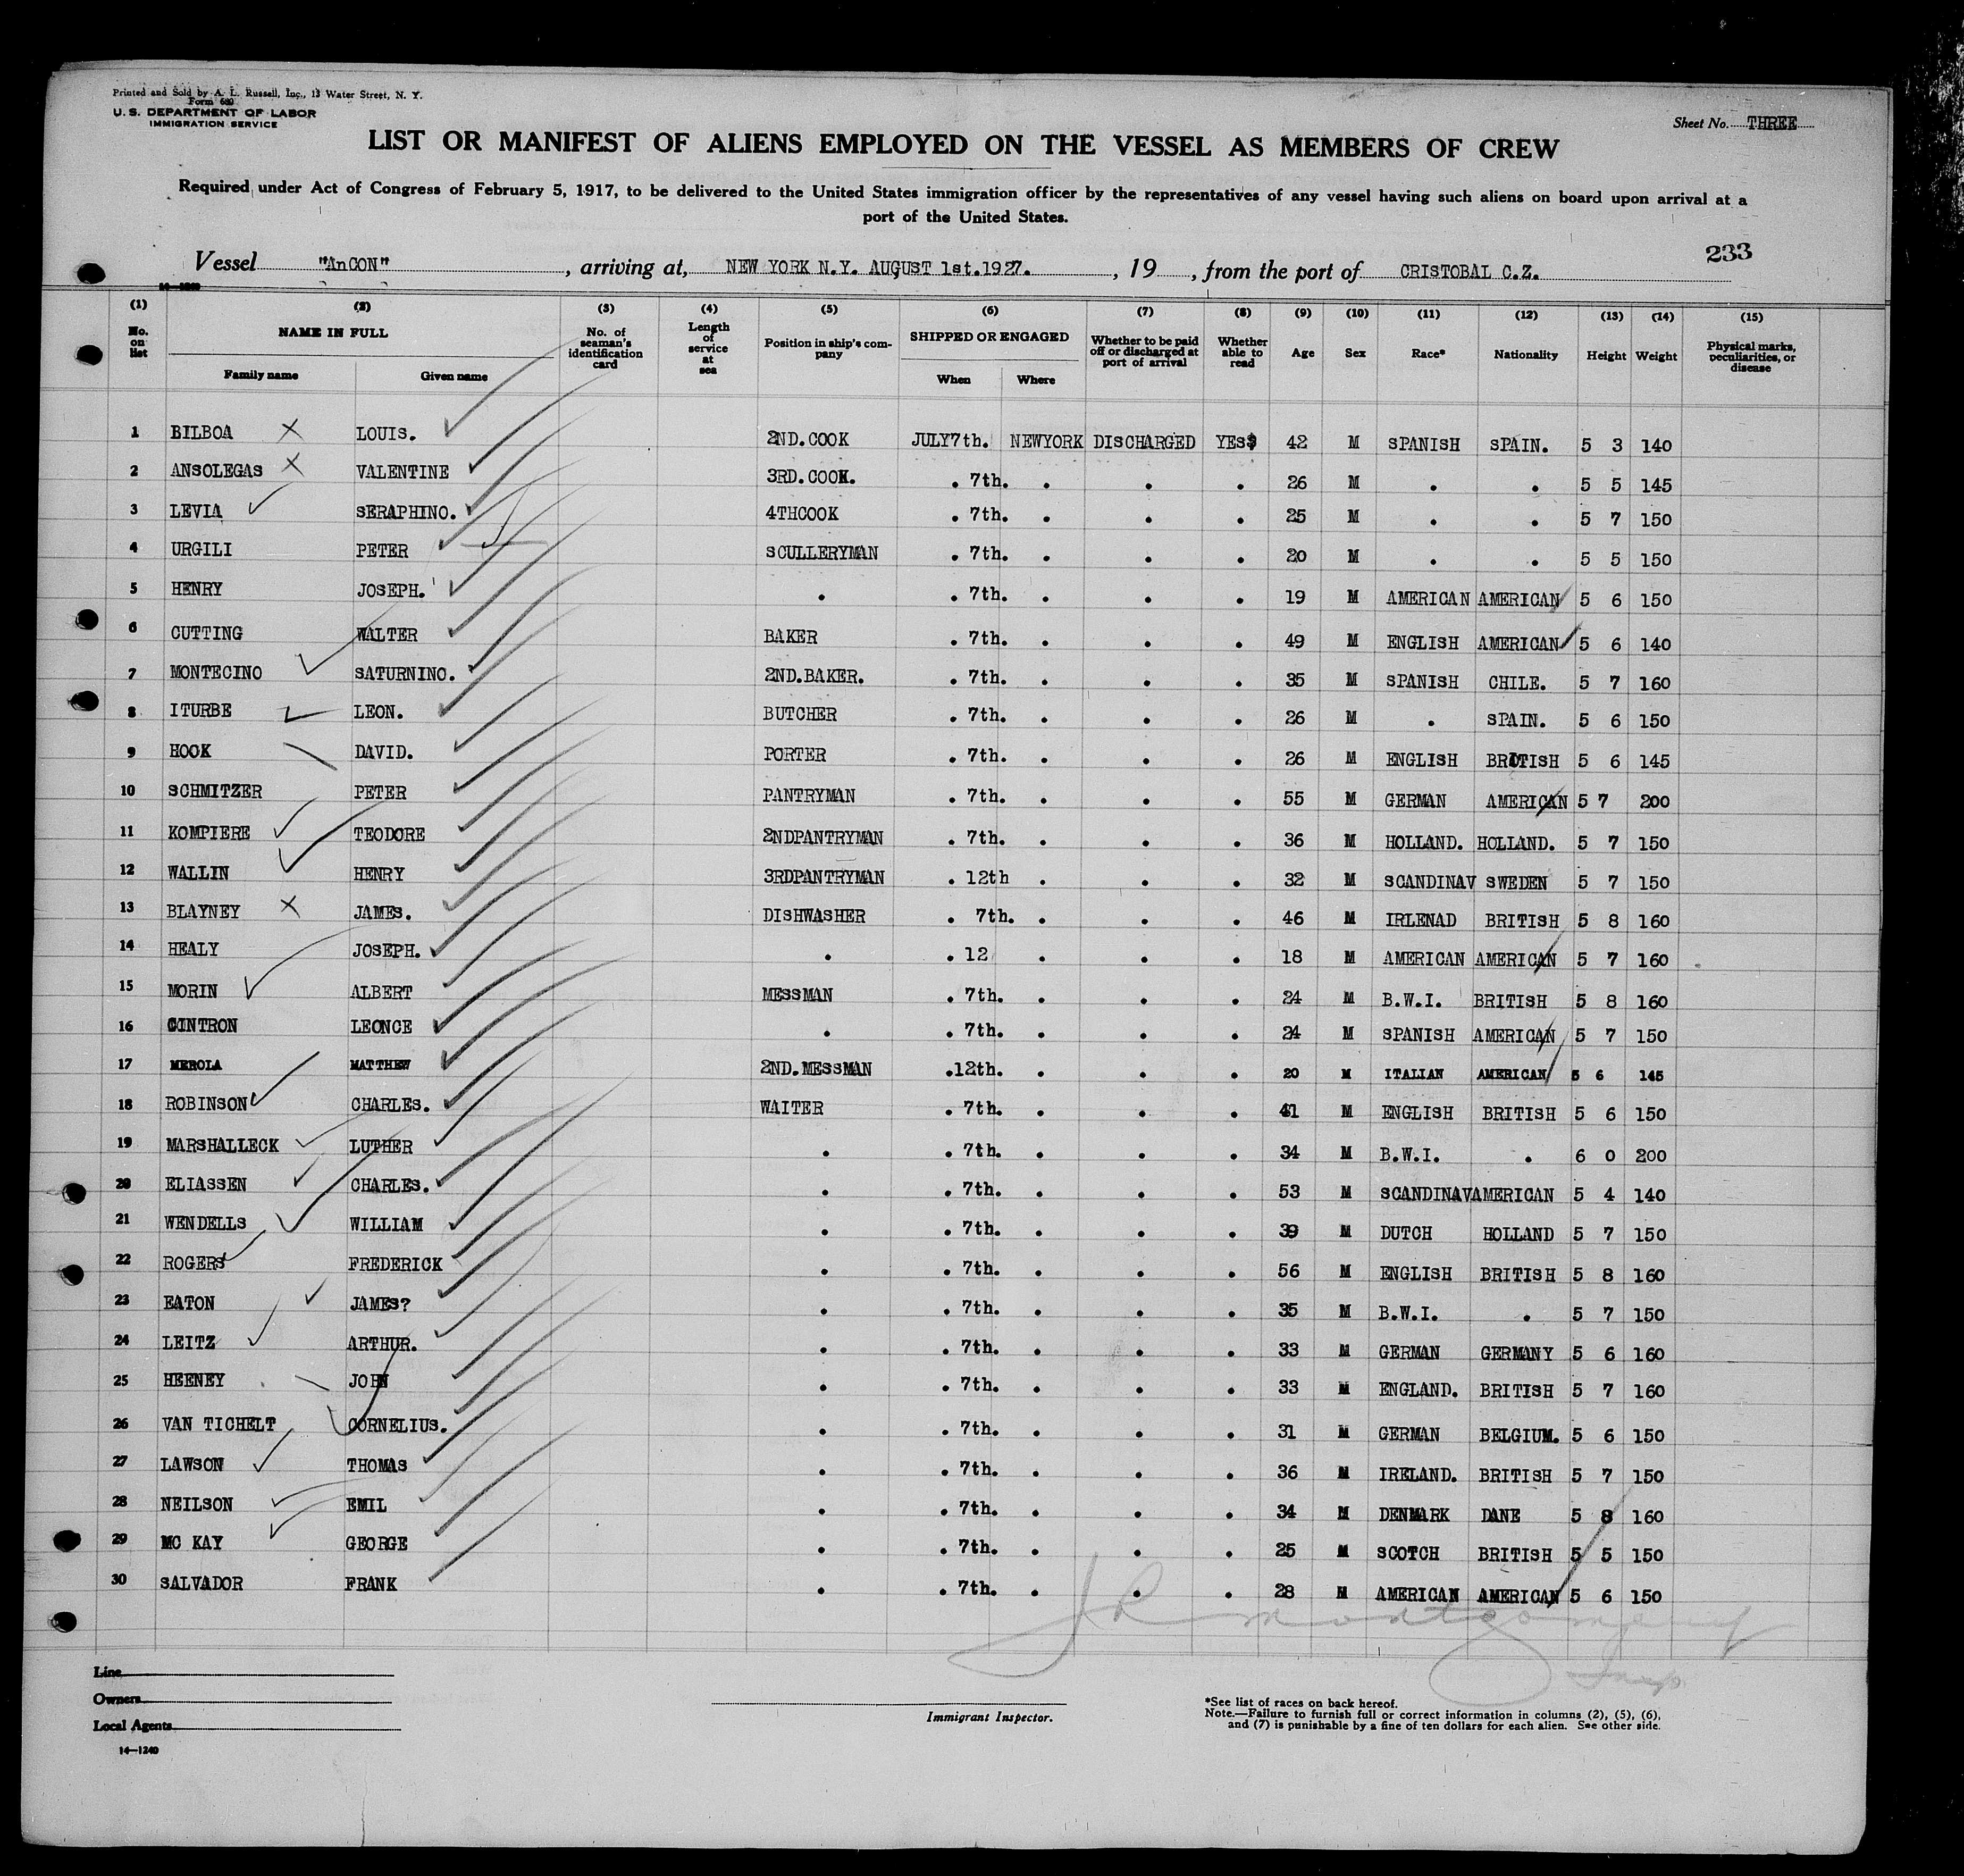 Printed and Sold by A. L. Russell, Inc., 13 Water Street, N. Y.
Form 689
U. S. DEPARTMENT OF LABOR
IMMIGRATION SERVICE
Sheet No. THREE
LIST OR MANIFEST OF ALIENS EMPLOYED ON THE VESSEL AS MEMBERS OF CREW
Required under Act of Congress of February 5, 1917, to be delivered to the United States immigration officer by the representatives of any vessel having such aliens on board upon arrival at a
port of the United States.
233
Vessel "AnCON", arriving at, NEW YORK N.Y. AUGUST 1st.1927., 19 , from the port of CRISTOBAL C.Z.
14—1240
(1) (2) (3) (4) (5) (6) (7) (8) (9) (10) (11) (12) (13) (14) (15)
No. on list NAME IN FULL No. of seaman's identification card Length of service at sea Position in ship's company SHIPPED OR ENGAGED Whether to be paid off or discharged at port of arrival Whether able to read Age Sex Race* Nationality Height Weight Physical marks, peculiarities, or disease
Family name Given name When Where
1 BILBOA X LOUIS. 2ND.COOK JULY7th. NEWYORK DISCHARGED YES 42 M SPANISH SPAIN. 5 3 140
2 ANSOLEGAS X VALENTINE 3RD.COOK. . 7th. . . . 26 M . . 5 5 145
3 LEVIA SERAPHINO. 4THCOOK . 7th. . . . 25 M . . 5 7 150
4 URGILI PETER SCULLERYMAN . 7th. . . . 20 M . . 5 5 150
5 HENRY JOSEPH. . . 7th. . . . 19 M AMERICAN AMERICAN 5 6 150
6 CUTTING WALTER BAKER . 7th. . . . 49 M ENGLISH AMERICAN 5 6 140
7 MONTECINO SATURNINO. 2ND.BAKER. . 7th. . . . 35 M SPANISH CHILE. 5 7 160
8 ITURBE LEON. BUTCHER . 7th. . . . 26 M . SPAIN. 5 6 150
9 HOOK DAVID. PORTER . 7th. . . . 26 M ENGLISH BRITISH 5 6 145
10 SCHMITZER PETER PANTRYMAN . 7th. . . . 55 M GERMAN AMERICAN 5 7 200
11 KOMPIERE TEODORE 2NDPANTRYMAN . 7th. . . . 36 M HOLLAND. HOLLAND. 5 7 150
12 WALLIN HENRY 3RDPANTRYMAN . 12th . . . 32 M SCANDINAV SWEDEN 5 7 150
13 BLAYNEY X JAMES. DISHWASHER . 7th. . . . 46 M IRLENAD BRITISH 5 8 160
14 HEALY JOSEPH. . . 12 . . . 18 M AMERICAN AMERICAN 5 7 160
15 MORIN ALBERT MESSMAN . 7th. . . . 24 M B.W.I. BRITISH 5 8 160
16 CINTRON LEONCE . . 7th. . . . 24 M SPANISH AMERICAN 5 7 150
17 MEROLA MATTHEW 2ND.MESSMAN .12th. . . . 20 M ITALIAN AMERICAN 5 6 145
18 ROBINSON CHARLES. WAITER . 7th. . . . 41 M ENGLISH BRITISH 5 6 150
19 MARSHALLECK LUTHER . . 7th. . . . 34 M B.W.I. . 6 0 200
20 ELIASSEN CHARLES. . . 7th. . . . 53 M SCANDINAVAMERICAN 5 4 140
21 WENDELLS WILLIAM . . 7th. . . . 39 M DUTCH HOLLAND 5 7 150
22 ROGERS FREDERICK . . 7th. . . . 56 M ENGLISH BRITISH 5 8 160
23 EATON JAMES? . . 7th. . . . 35 M B.W.I. . 5 7 150
24 LEITZ ARTHUR. . . 7th. . . . 33 M GERMAN GERMANY 5 6 160
25 HEENEY JOHN . . 7th. . . . 33 M ENGLAND. BRITISH 5 7 160
26 VAN TICHELT CORNELIUS. . . 7th. . . . 31 M GERMAN BELGIUM. 5 6 150
27 LAWSON THOMAS . . 7th. . . . 36 M IRELAND. BRITISH 5 7 150
28 NEILSON EMIL . . 7th. . . . 34 M DENMARK DANE 5 8 160
29 MC KAY GEORGE . . 7th. . . . 25 M SCOTCH BRITISH 5 5 150
30 SALVADOR FRANK . . 7th. . . . 28 M AMERICAN AMERICAN 5 6 150
J R Montgomery
Insp
Line
Owners
Local Agents
14—1240
Immigrant Inspector.
*See list of races on back hereof.
Note.—Failure to furnish full or correct information in columns (2), (5), (6),
and (7) is punishable by a fine of ten dollars for each alien. See other side.